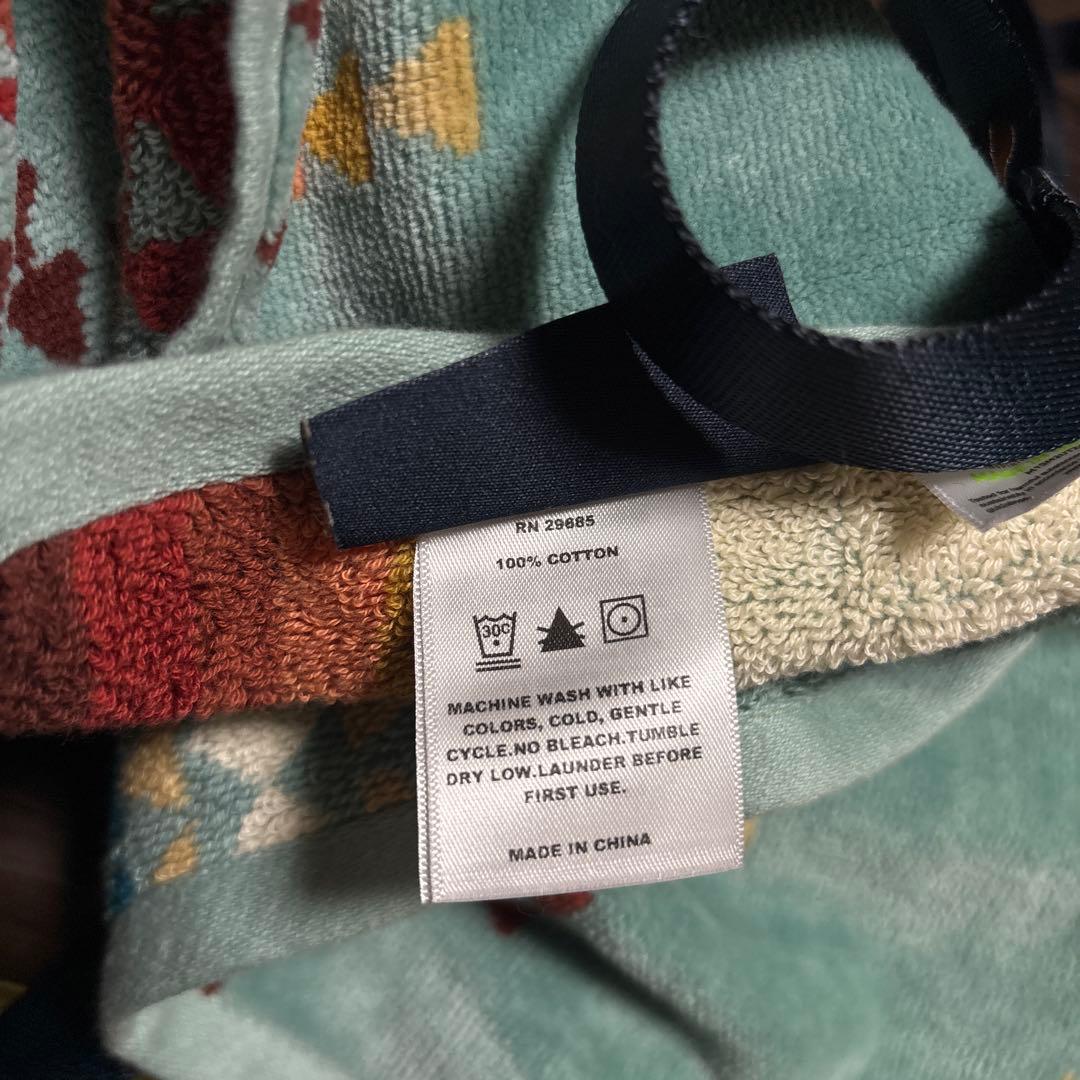 RN 29685
100% COTTON
30C
MACHINE WASH WITH LIKE
COLORS, COLD, GENTLE
CYCLE.NO BLEACH.TUMBLE
DRY LOW.LAUNDER BEFORE
FIRST USE.
MADE IN CHINA